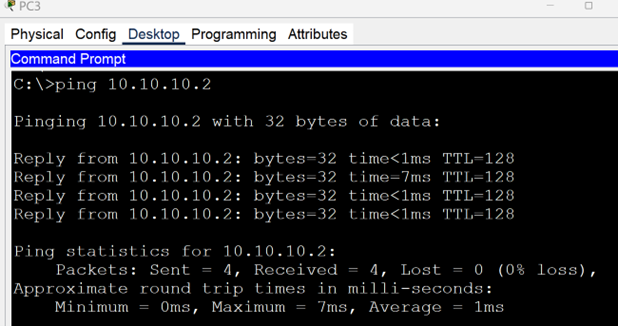 PC3
Physical Config Desktop Programming Attributes
Command Prompt
C:\>ping 10.10.10.2
Pinging 10.10.10.2 with 32 bytes of data:
Reply from 10.10.10.2: bytes=32 time<1ms TTL=128
Reply from 10.10.10.2: bytes=32 time=7ms TTL=128
Reply from 10.10.10.2: bytes=32 time<1ms TTL=128
Reply from 10.10.10.2: bytes=32 time<1ms TTL=128
Ping statistics for 10.10.10.2:
Packets: Sent = 4, Received = 4, Lost = 0 (0% loss),
Approximate round trip times in milli-seconds:
Minimum = 0ms, Maximum = 7ms, Average = 1ms